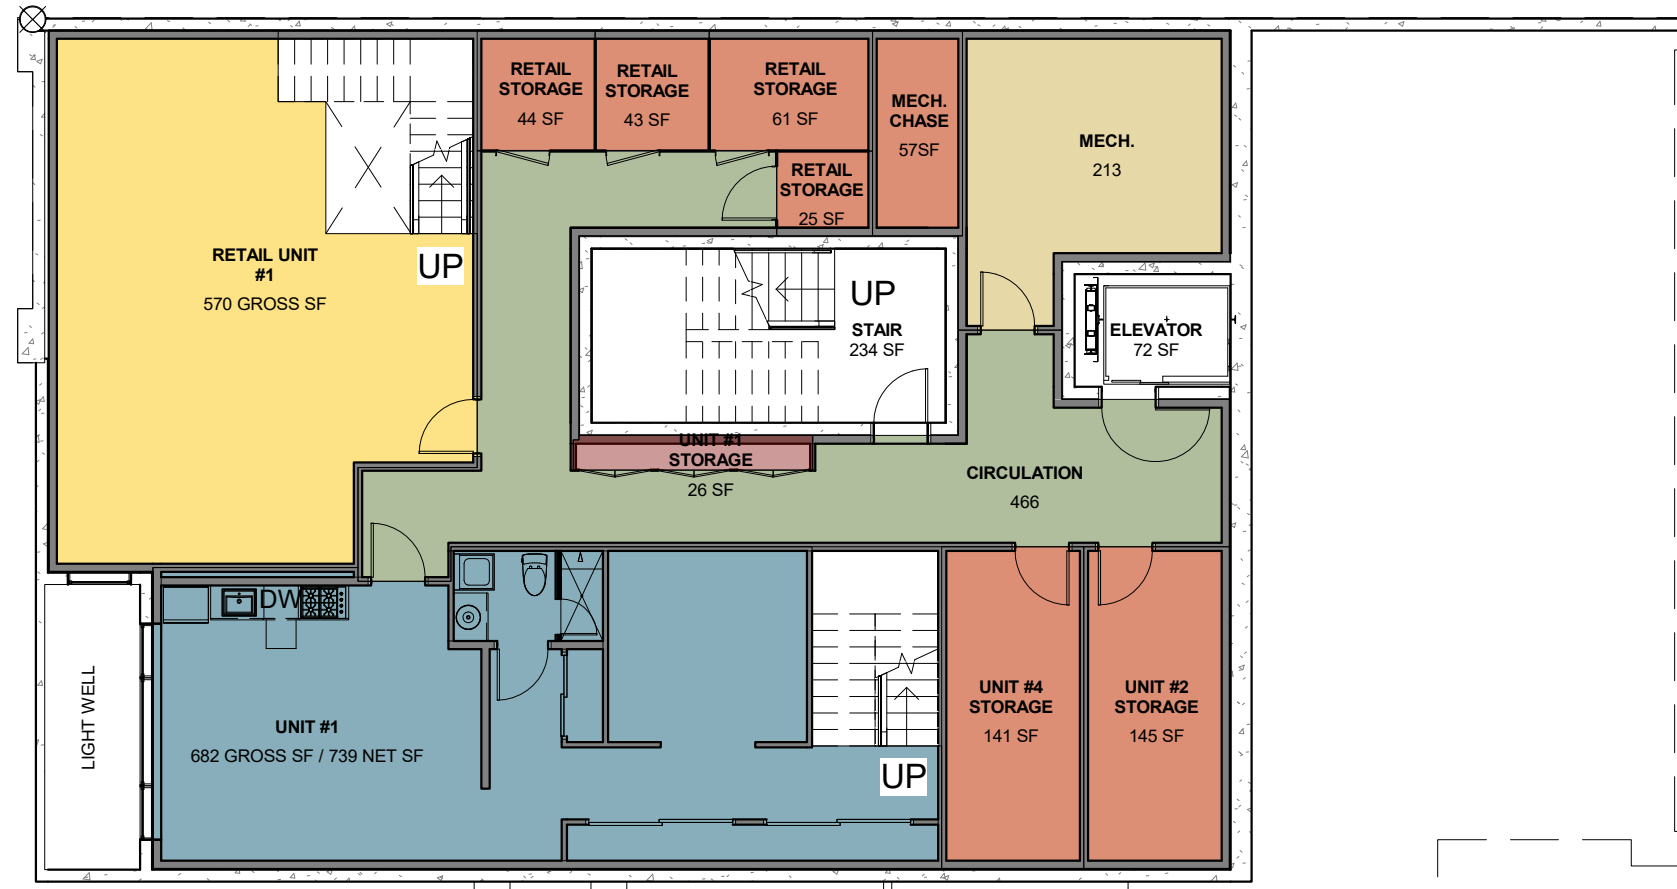 RETAIL
STORAGE
44 SF
RETAIL
STORAGE
43 SF
RETAIL
STORAGE
61 SF
MECH.
CHASE
57SF
MECH.
213
RETAIL
STORAGE
25 SF
RETAIL UNIT
#1
570 GROSS SF
UP
UP
STAIR
234 SF
ELEVATOR
72 SF
UNIT #1
STORAGE
26 SF
CIRCULATION
466
DW
LIGHT WELL
UNIT #1
682 GROSS SF / 739 NET SF
UP
UNIT #4
STORAGE
141 SF
UNIT #2
STORAGE
145 SF